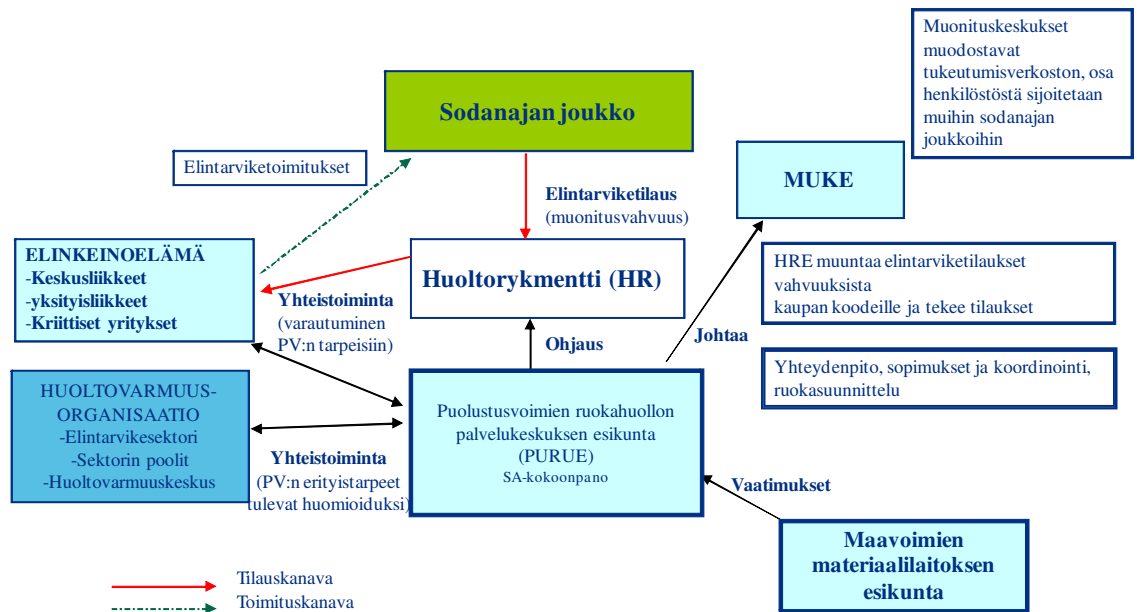 Muonituskeskukset
muodostavat
tukeutumisverkoston, osa
henkilöstöstä sijoitetaan
muihin sodanajan
joukkoihin
Sodanajan joukko
Elintarviketoimitukset
MUKE
Elintarviketilaus
(muonitusvahvuus)
ELINKEINOELÄMÄ
-Keskusliikkeet
-yksityisliikkeet
-Kriittiset yritykset
Huoltorykmentti (HR)
HRE muuntaa elintarviketilaukset
vahvuuksista
kaupan koodeille ja tekee tilaukset
Yhteistoiminta
(varautuminen
PV:n tarpeisiin)
Ohjaus
Johtaa
Yhteydenpito, sopimukset ja koordinointi,
ruokasuunnittelu
HUOLTOVARMUUS-
ORGANISAATIO
-Elintarvikesektori
-Sektorin poolit
-Huoltovarmuuskeskus
Puolustusvoimien ruokahuollon
palvelukeskuksen esikunta
(PURUE)
SA-kokoonpano
Yhteistoiminta
(PV:n erityistarpeet
tulevat huomioiduksi)
Vaatimukset
Maavoimien
materiaalilaitoksen
esikunta
Tilauskanava
Toimituskanava